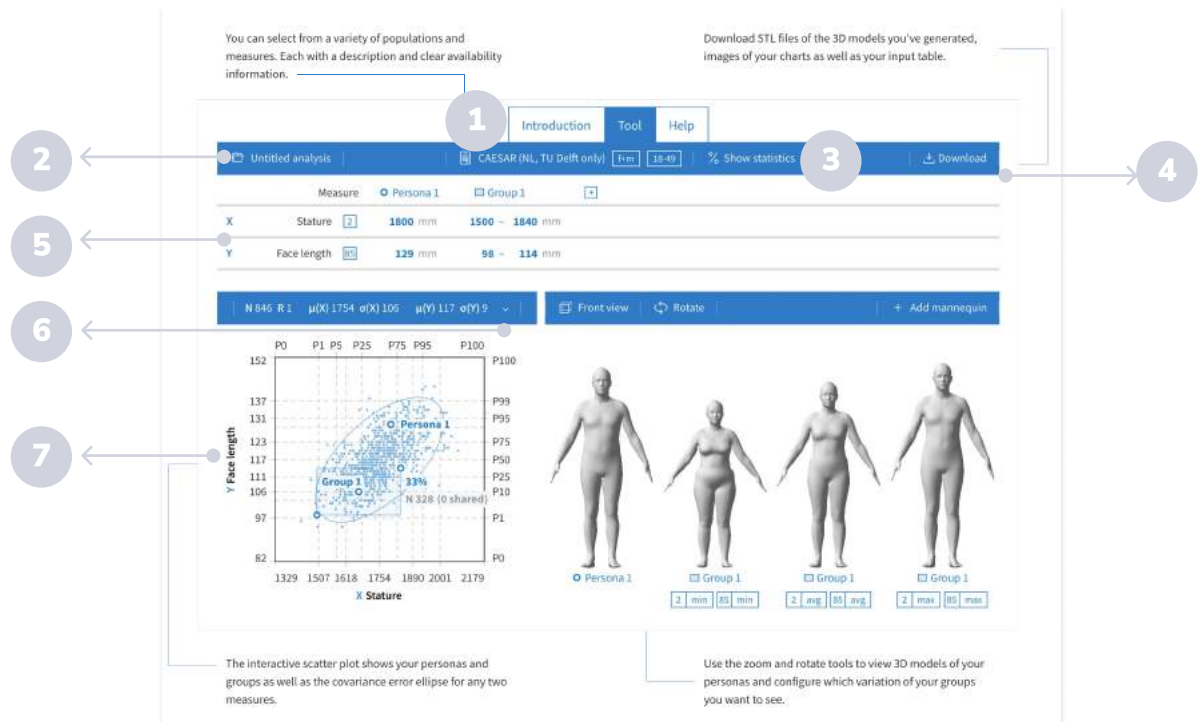 You can select from a variety of populations and
measures. Each with a description and clear availability
information.
Download STL files of the 3D models you've generated,
images of your charts as well as your input table.
1
Introduction Tool Help
2
Untitled analysis
CAESAR (NL, TU Delft only) f+m 18-49
% Show statistics
3
Download
4
Measure Persona 1 Group 1 +
X Stature 2 1800 mm 1500 – 1840 mm
5
Y Face length 85 129 mm 98 – 114 mm
N 846 R 1 μ(X) 1754 σ(X) 106 μ(Y) 117 σ(Y) 9
Front view Rotate + Add mannequin
6
P0 P1 P5 P25 P75 P95 P100
152 P100
137 P99
131 P95
123 P75
117 P50
111 P25
106 P10
97 P1
82 P0
Persona 1
Group 1 33%
N 328 (0 shared)
7
Y Face length
1329 1507 1618 1754 1890 2001 2179
X Stature
Persona 1 Group 1 Group 1 Group 1
2 min 85 min 2 avg 85 avg 2 max 85 max
The interactive scatter plot shows your personas and
groups as well as the covariance error ellipse for any two
measures.
Use the zoom and rotate tools to view 3D models of your
personas and configure which variation of your groups
you want to see.